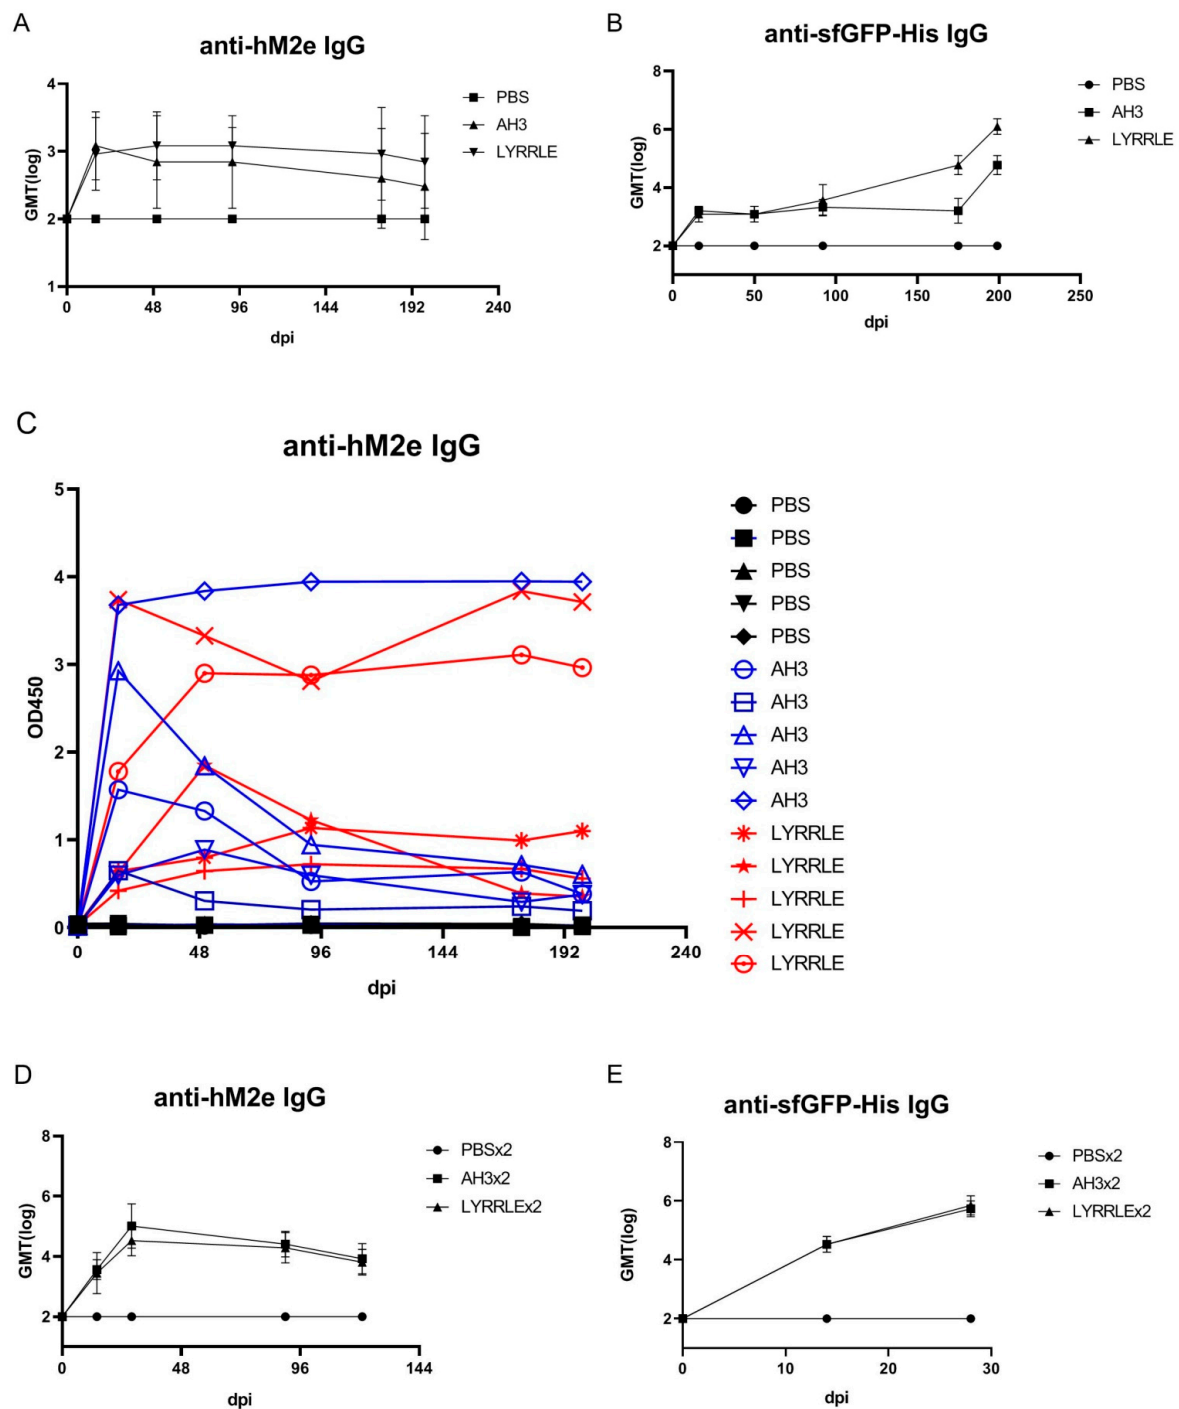 A
anti-hM2e IgG
4
3
2
1
GMT(log)
0 48 96 144 192 240
dpi
PBS
AH3
LYRRLE
B
anti-sfGFP-His IgG
8
6
4
2
GMT(log)
0 50 100 150 200 250
dpi
PBS
AH3
LYRRLE
C
anti-hM2e IgG
5
4
3
2
1
0
OD450
0 48 96 144 192 240
dpi
PBS
PBS
PBS
PBS
PBS
AH3
AH3
AH3
AH3
AH3
LYRRLE
LYRRLE
LYRRLE
LYRRLE
LYRRLE
D
anti-hM2e IgG
8
6
4
2
GMT(log)
0 48 96 144
dpi
PBSx2
AH3x2
LYRRLEx2
E
anti-sfGFP-His IgG
8
6
4
2
GMT(log)
0 10 20 30
dpi
PBSx2
AH3x2
LYRRLEx2